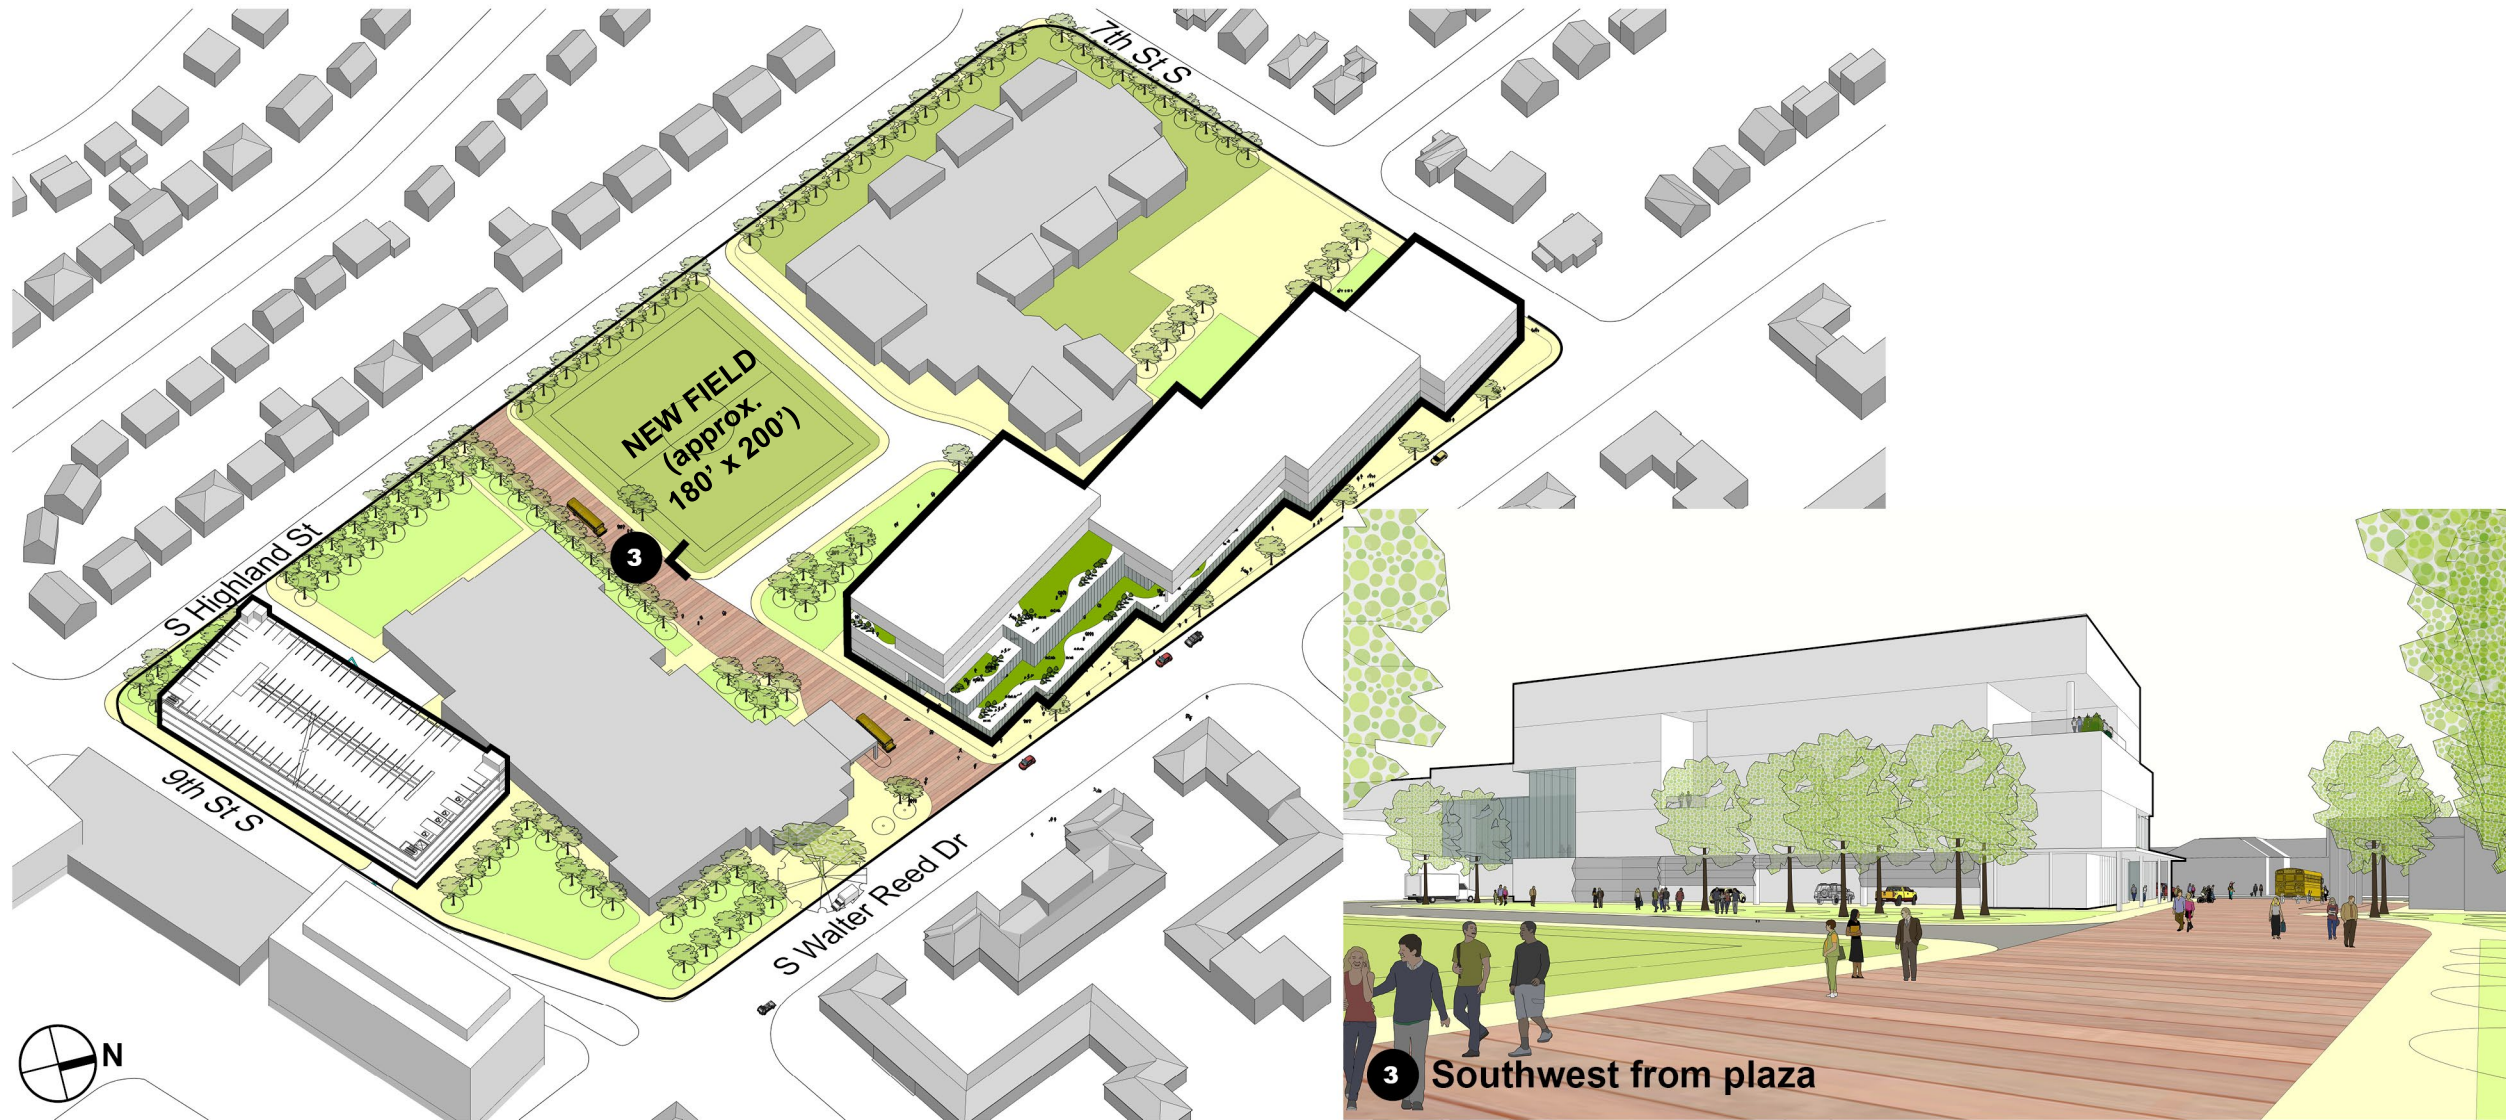 7th St S
NEW FIELD
(approx.
180' x 200')
3
S Highland St
9th St S
S Walter Reed Dr
N
3 Southwest from plaza